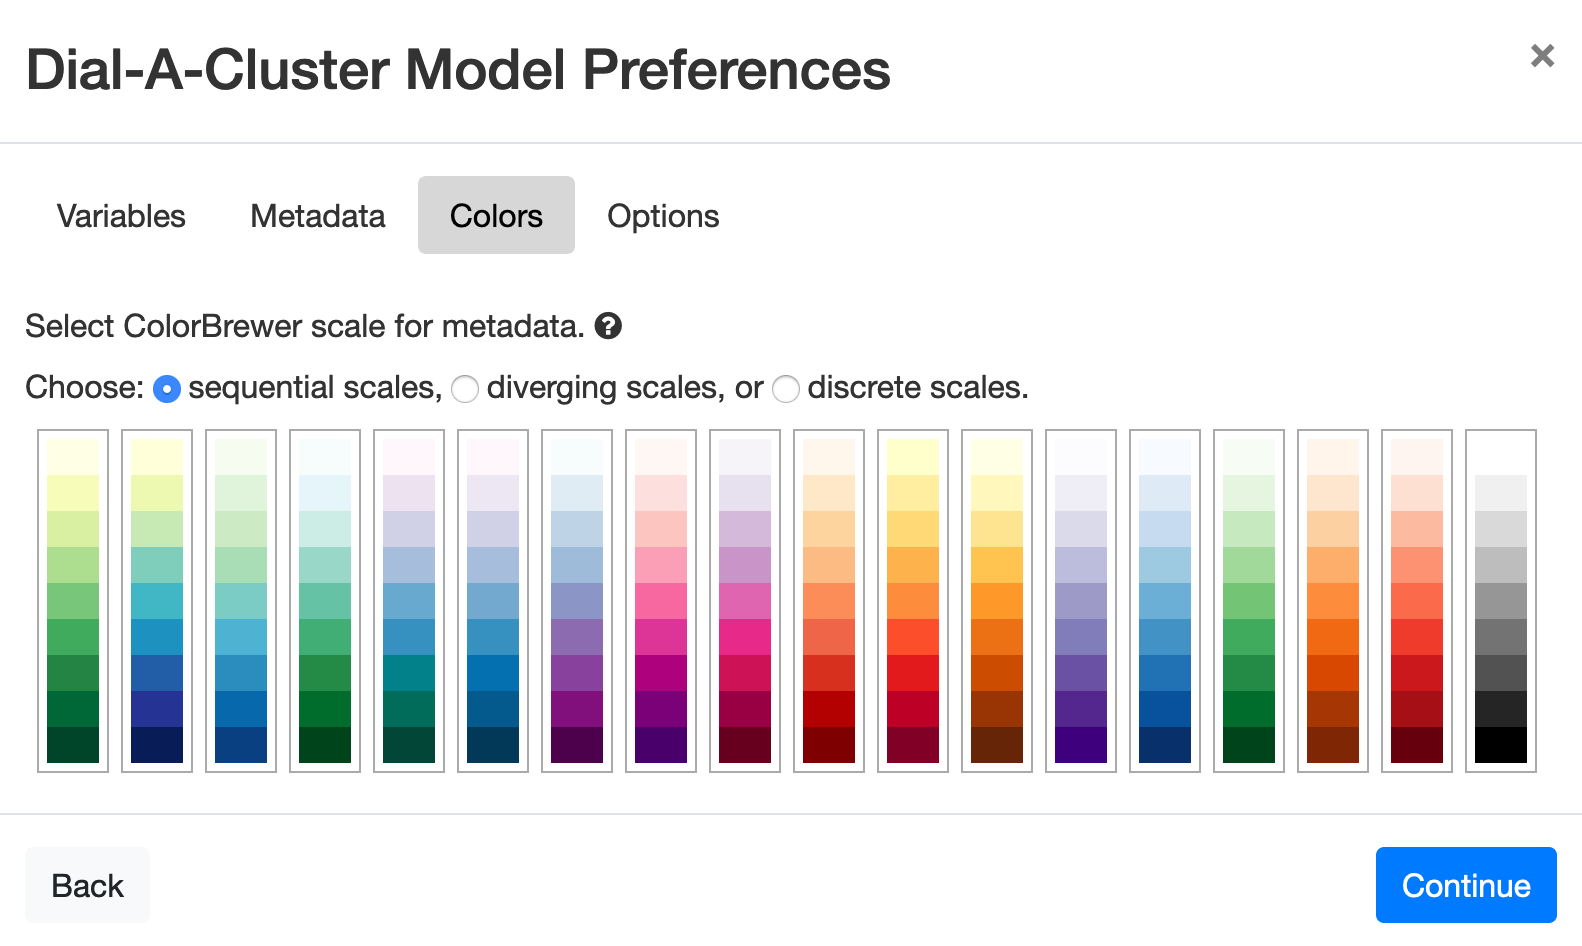 Dial-A-Cluster Model Preferences
×
Variables Metadata Colors Options
Select ColorBrewer scale for metadata. ?
Choose: sequential scales, diverging scales, or discrete scales.
Back Continue